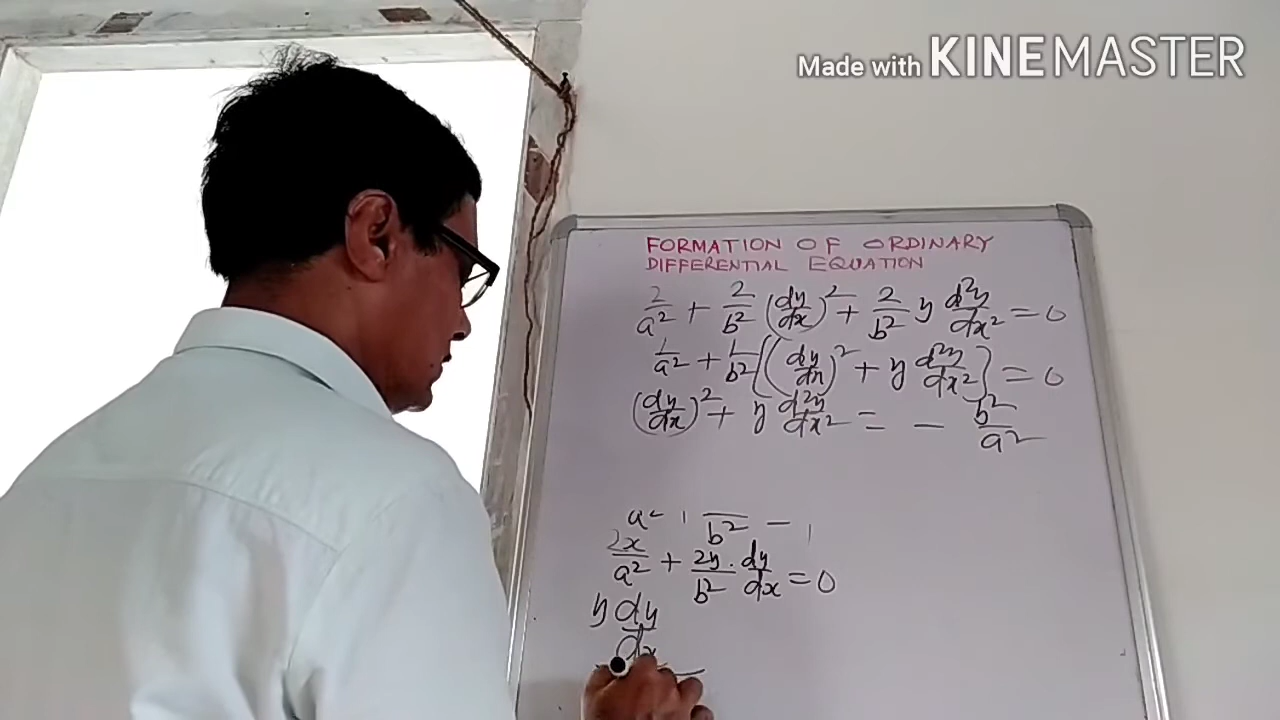 Made with KINEMASTER
FORMATION OF ORDINARY
DIFFERENTIAL EQUATION
2/a² + 2/b² (dy/dx)² + 2/b² y d²y/dx² = 0
1/a² + 1/b² [(dy/dx)² + y d²y/dx²] = 0
(dy/dx)² + y d²y/dx² = - b²/a²
2x/a² + 2y/b² . dy/dx = 0
y dy/dx